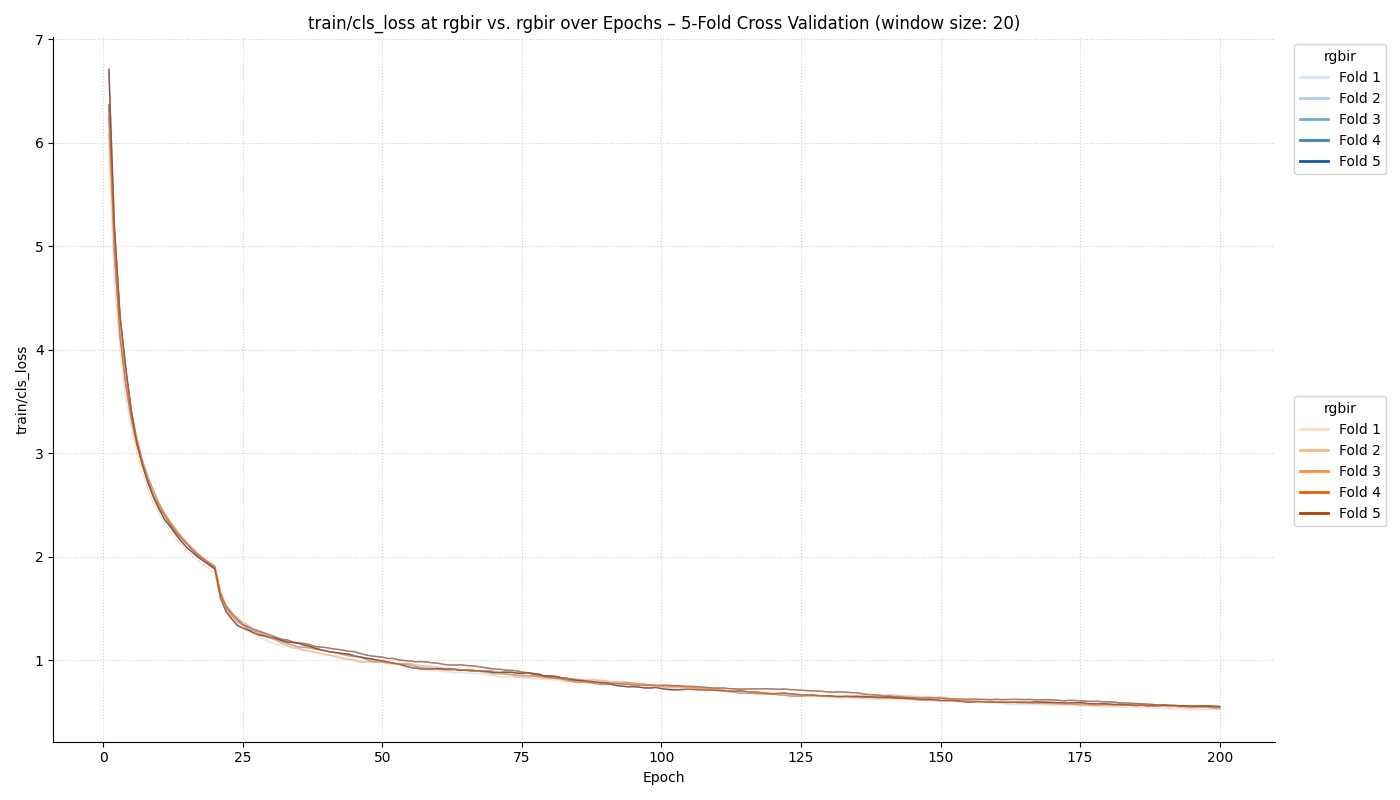 train/cls_loss at rgbir vs. rgbir over Epochs – 5-Fold Cross Validation (window size: 20)
train/cls_loss
7
6
5
4
3
2
1
0
25
50
75
100
125
150
175
200
Epoch
rgbir
Fold 1
Fold 2
Fold 3
Fold 4
Fold 5
rgbir
Fold 1
Fold 2
Fold 3
Fold 4
Fold 5